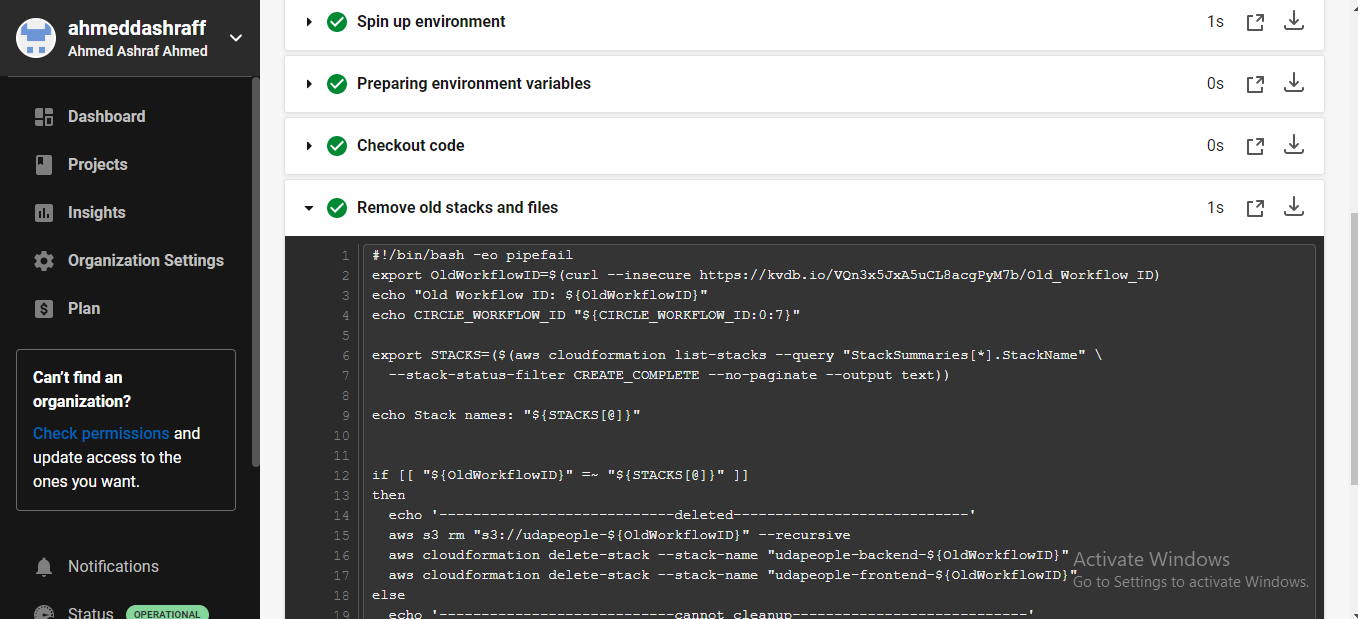 ahmeddashraff
Ahmed Ashraf Ahmed
Dashboard
Projects
Insights
Organization Settings
Plan
Can't find an
organization?
Check permissions and
update access to the
ones you want.
Notifications
Status OPERATIONAL
Spin up environment 1s
Preparing environment variables 0s
Checkout code 0s
Remove old stacks and files 1s
1 #!/bin/bash -eo pipefail
2 export OldWorkflowID=$(curl --insecure https://kvdb.io/VQn3x5JxA5uCL8acgPyM7b/Old_Workflow_ID)
3 echo "Old Workflow ID: ${OldWorkflowID}"
4 echo CIRCLE_WORKFLOW_ID "${CIRCLE_WORKFLOW_ID:0:7}"
5
6 export STACKS=($(aws cloudformation list-stacks --query "StackSummaries[*].StackName" \
7   --stack-status-filter CREATE_COMPLETE --no-paginate --output text))
8
9 echo Stack names: "${STACKS[@]}"
10
11
12 if [[ "${OldWorkflowID}" =~ "${STACKS[@]}" ]]
13 then
14   echo '----------------------------deleted----------------------------'
15   aws s3 rm "s3://udapeople-${OldWorkflowID}" --recursive
16   aws cloudformation delete-stack --stack-name "udapeople-backend-${OldWorkflowID}"
17   aws cloudformation delete-stack --stack-name "udapeople-frontend-${OldWorkflowID}"
18 else
19   echo '----------------------------cannot cleanup----------------------------'
Activate Windows
Go to Settings to activate Windows.